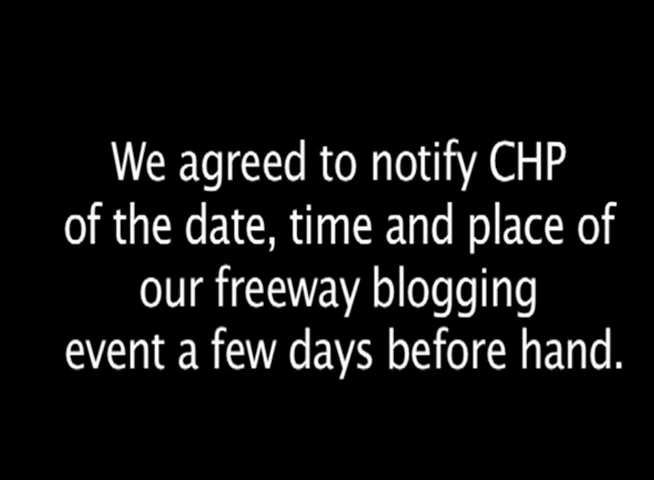 We agreed to notify CHP
of the date, time and place of
our freeway blogging
event a few days before hand.